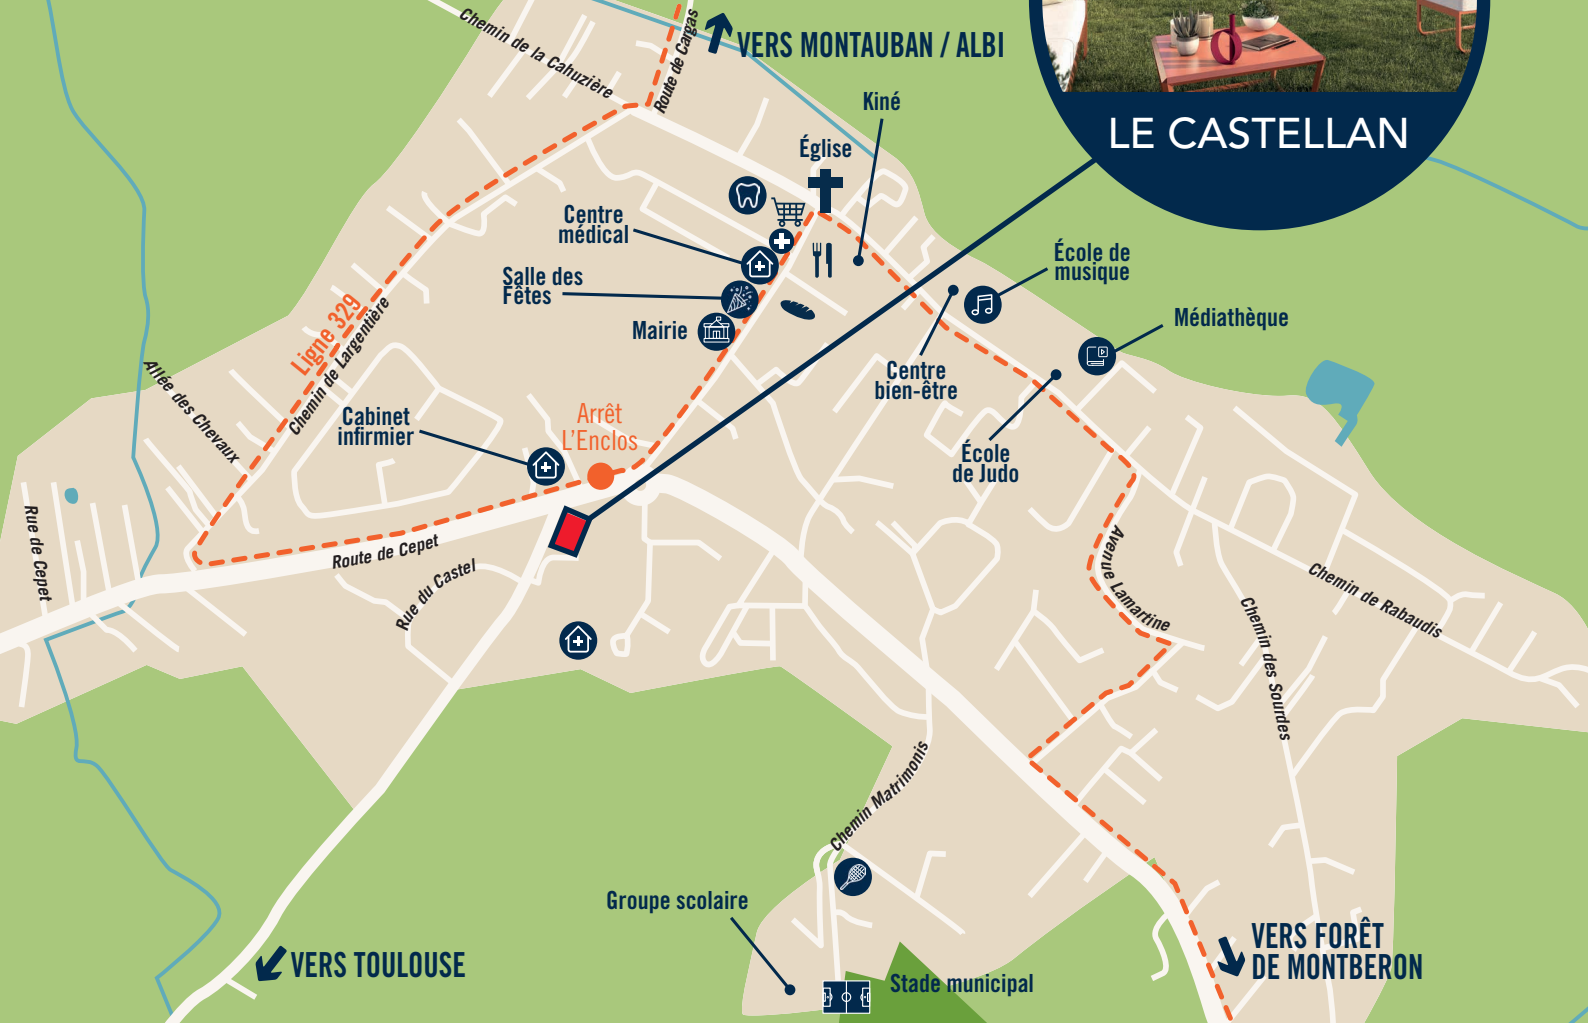 Chemin de la Cahuzière
Route de Cargas
VERS MONTAUBAN / ALBI
Kiné
LE CASTELLAN
Église
Centre
médical
École de
musique
Salle des
Fêtes
Mairie
Médiathèque
Ligne 329
Chemin de Largentière
Allée des Chevaux
Centre
bien-être
Cabinet
infirmier
Arrêt
L'Enclos
École
de Judo
Rue de Cepet
Route de Cepet
Rue du Castel
Avenue Lamartine
Chemin de Rabaudis
Chemin des Sourdes
Chemin Matrimonis
Groupe scolaire
VERS FORÊT
DE MONTBERON
VERS TOULOUSE
Stade municipal